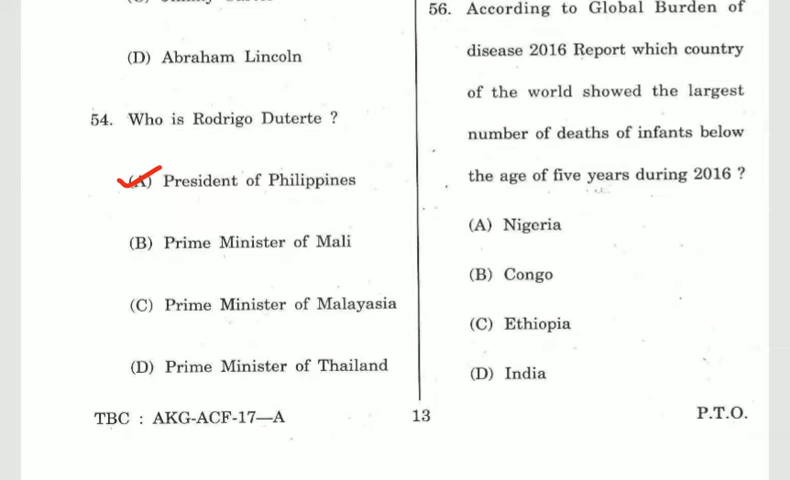 (D) Abraham Lincoln
54. Who is Rodrigo Duterte ?
(A) President of Philippines
(B) Prime Minister of Mali
(C) Prime Minister of Malayasia
(D) Prime Minister of Thailand
TBC : AKG-ACF-17—A
56. According to Global Burden of
disease 2016 Report which country
of the world showed the largest
number of deaths of infants below
the age of five years during 2016 ?
(A) Nigeria
(B) Congo
(C) Ethiopia
(D) India
13
P.T.O.